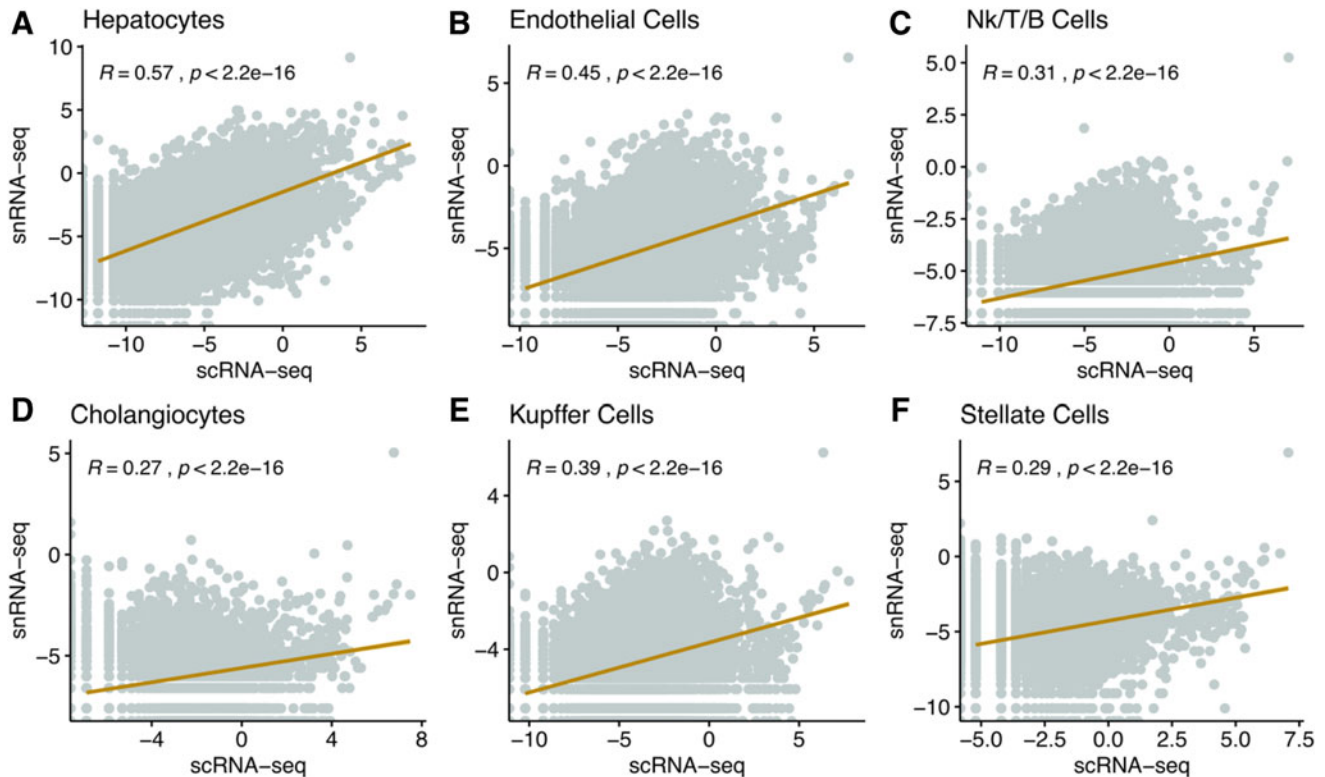 A Hepatocytes
R = 0.57 , p < 2.2e−16
10
5
0
−5
−10
snRNA−seq
−10 −5 0 5
scRNA−seq
B Endothelial Cells
R = 0.45 , p < 2.2e−16
5
0
−5
snRNA−seq
−10 −5 0 5
scRNA−seq
C Nk/T/B Cells
R = 0.31 , p < 2.2e−16
5.0
2.5
0.0
−2.5
−5.0
−7.5
snRNA−seq
−10 −5 0 5
scRNA−seq
D Cholangiocytes
R = 0.27 , p < 2.2e−16
5
0
−5
snRNA−seq
−4 0 4 8
scRNA−seq
E Kupffer Cells
R = 0.39 , p < 2.2e−16
4
0
−4
snRNA−seq
−10 −5 0 5
scRNA−seq
F Stellate Cells
R = 0.29 , p < 2.2e−16
5
0
−5
−10
snRNA−seq
−5.0 −2.5 0.0 2.5 5.0 7.5
scRNA−seq